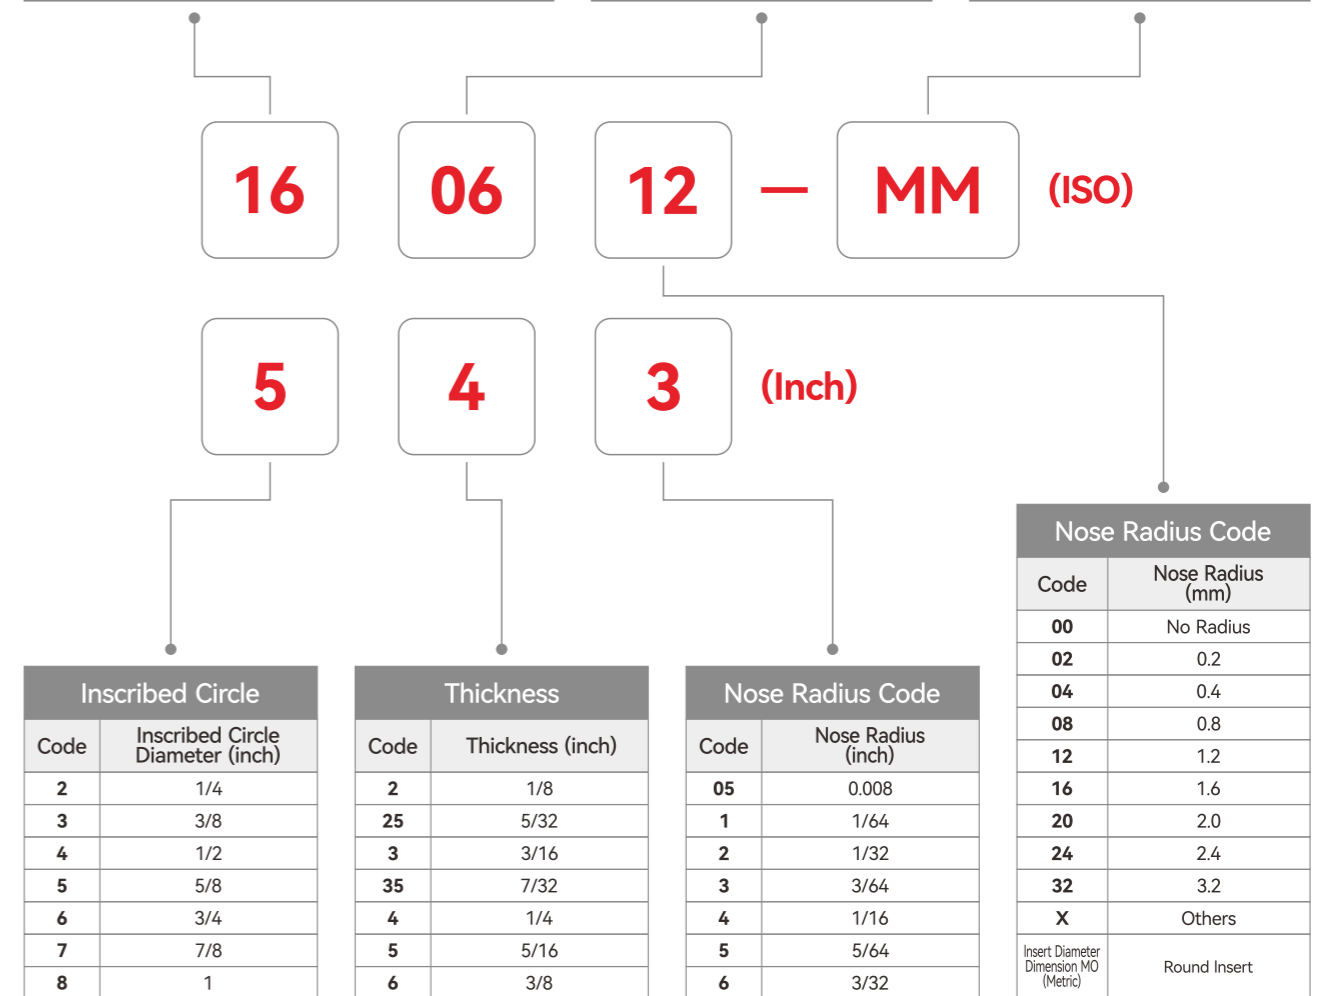 16 06 12 — MM (ISO)
5 4 3 (Inch)
Inscribed Circle
Code Inscribed Circle Diameter (inch)
2 1/4
3 3/8
4 1/2
5 5/8
6 3/4
7 7/8
8 1
Thickness
Code Thickness (inch)
2 1/8
25 5/32
3 3/16
35 7/32
4 1/4
5 5/16
6 3/8
Nose Radius Code
Code Nose Radius (inch)
05 0.008
1 1/64
2 1/32
3 3/64
4 1/16
5 5/64
6 3/32
Nose Radius Code
Code Nose Radius (mm)
00 No Radius
02 0.2
04 0.4
08 0.8
12 1.2
16 1.6
20 2.0
24 2.4
32 3.2
X Others
Insert Diameter Dimension MO (Metric) Round Insert